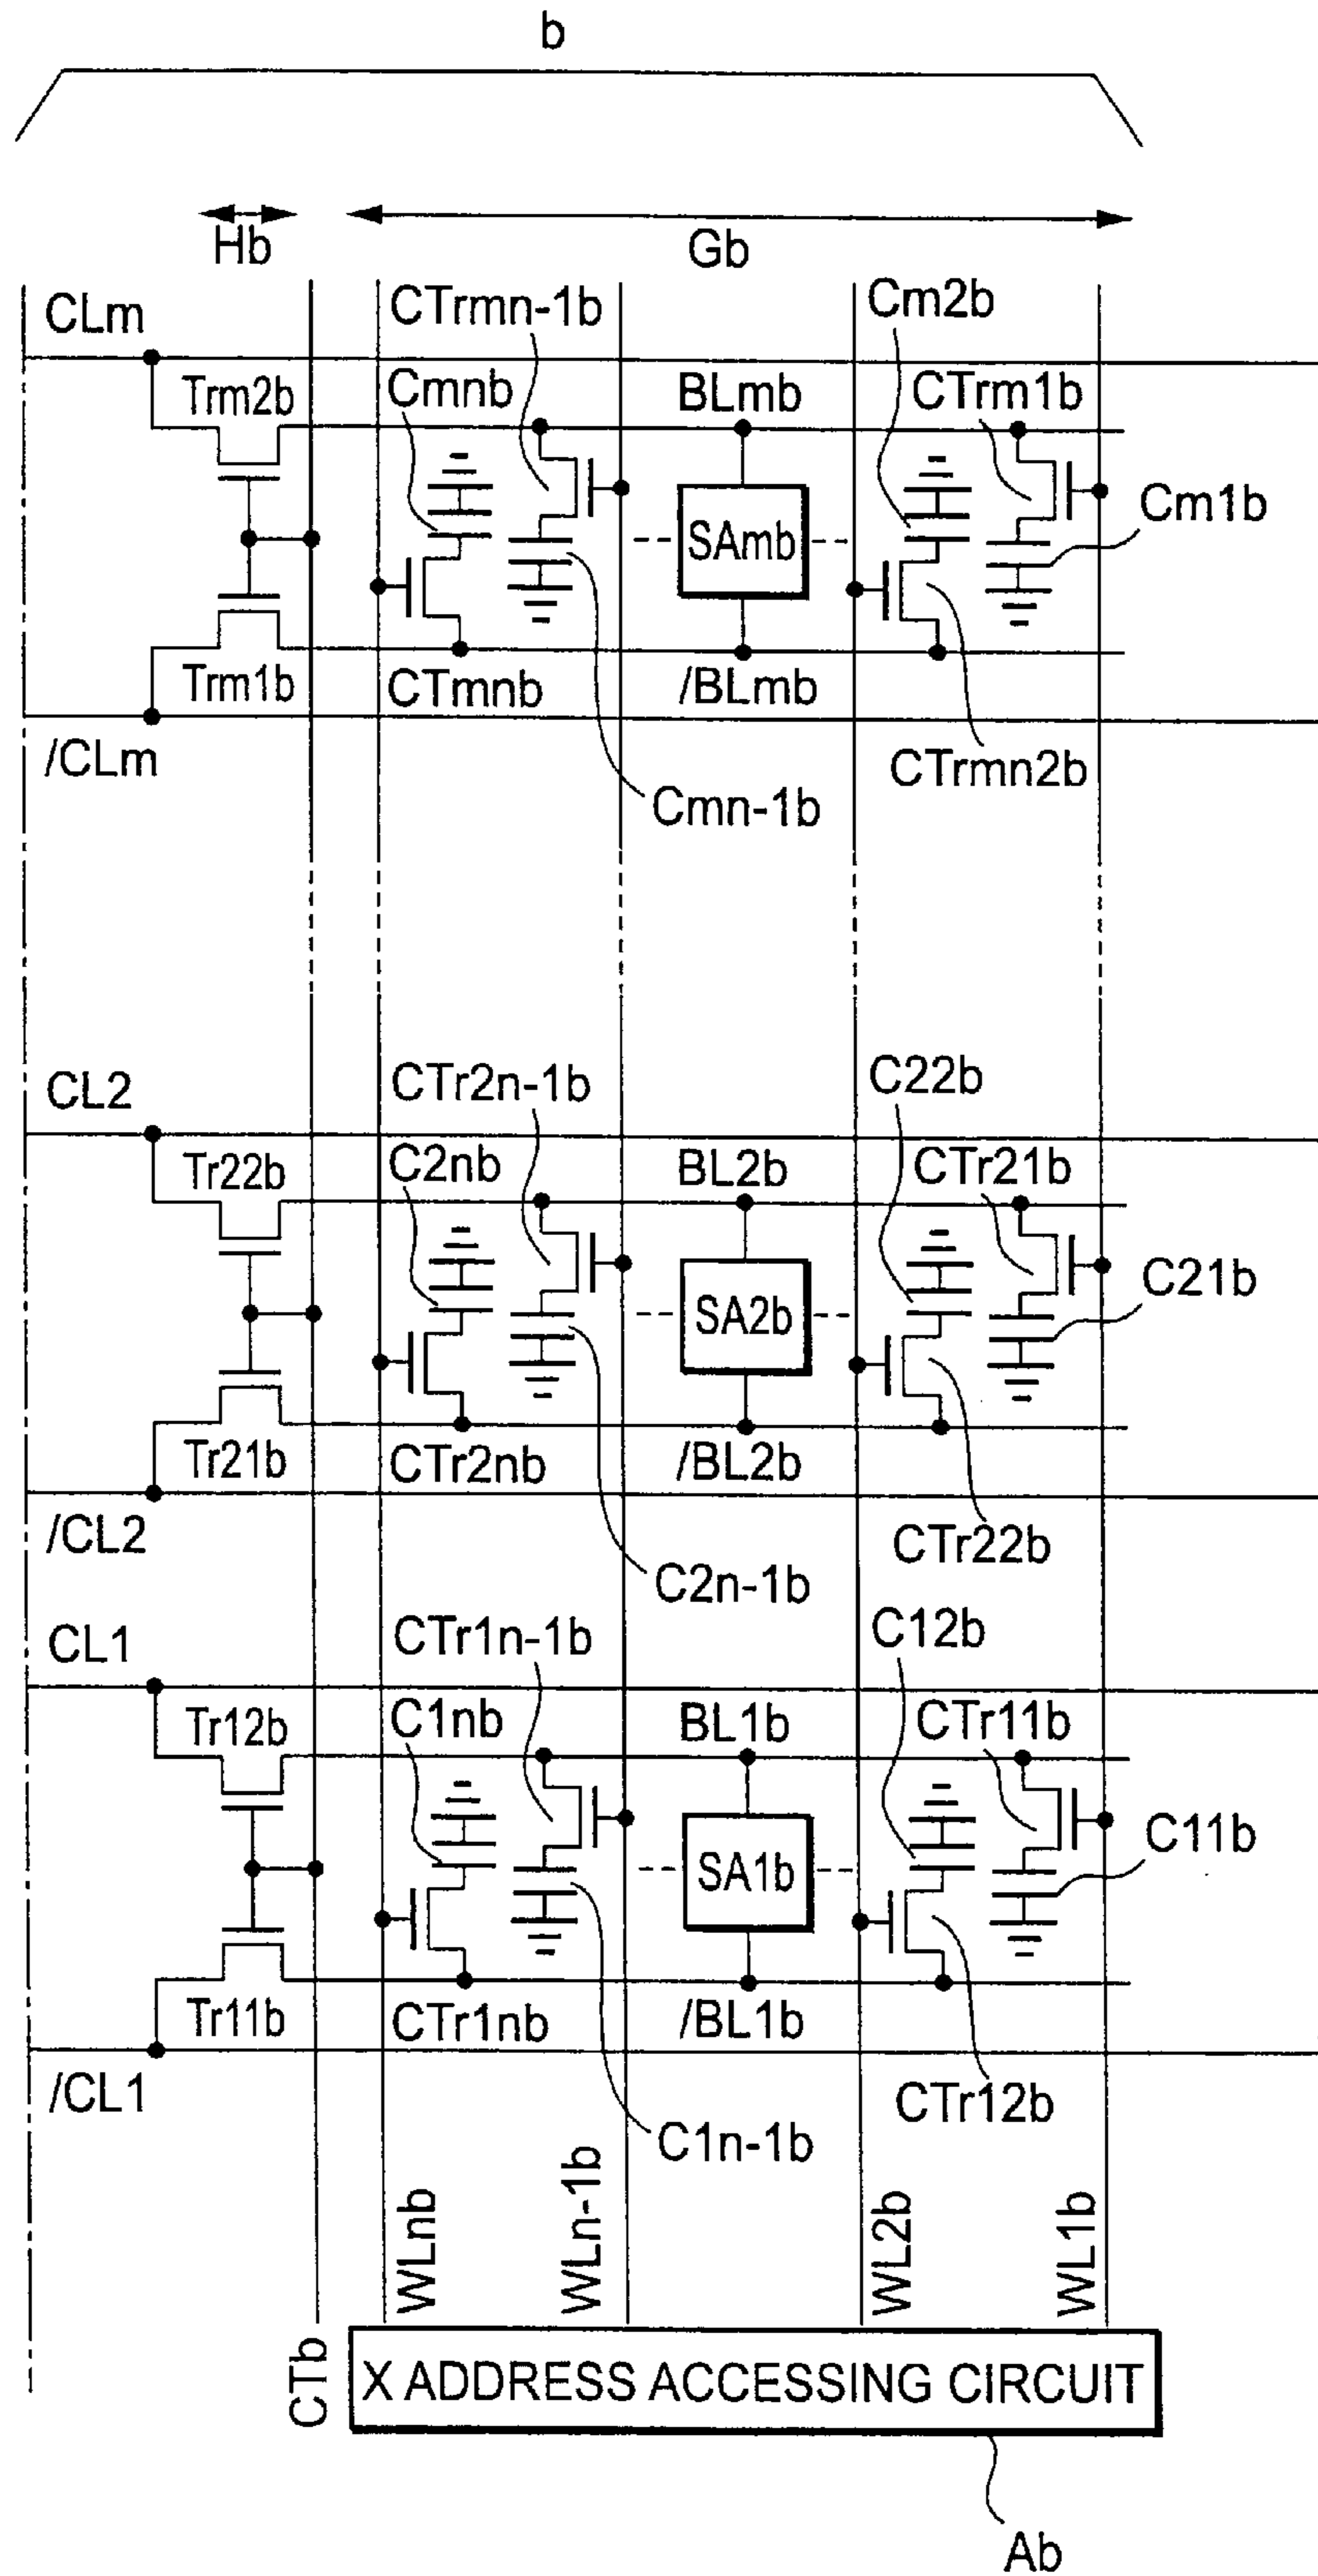 b
Hb
Gb
CLm
CTrmn-1b
Cm2b
Trm2b
Cmnb
BLmb
CTrm1b
SAmb
Cm1b
Trm1b
CTmnb
/BLmb
/CLm
CTrmn2b
Cmn-1b
CL2
CTr2n-1b
C22b
Tr22b
C2nb
BL2b
CTr21b
SA2b
C21b
Tr21b
CTr2nb
/BL2b
/CL2
CTr22b
C2n-1b
CL1
CTr1n-1b
C12b
Tr12b
C1nb
BL1b
CTr11b
SA1b
C11b
Tr11b
CTr1nb
/BL1b
/CL1
CTr12b
C1n-1b
WLnb
WLn-1b
WL2b
WL1b
CTb
X ADDRESS ACCESSING CIRCUIT
Ab